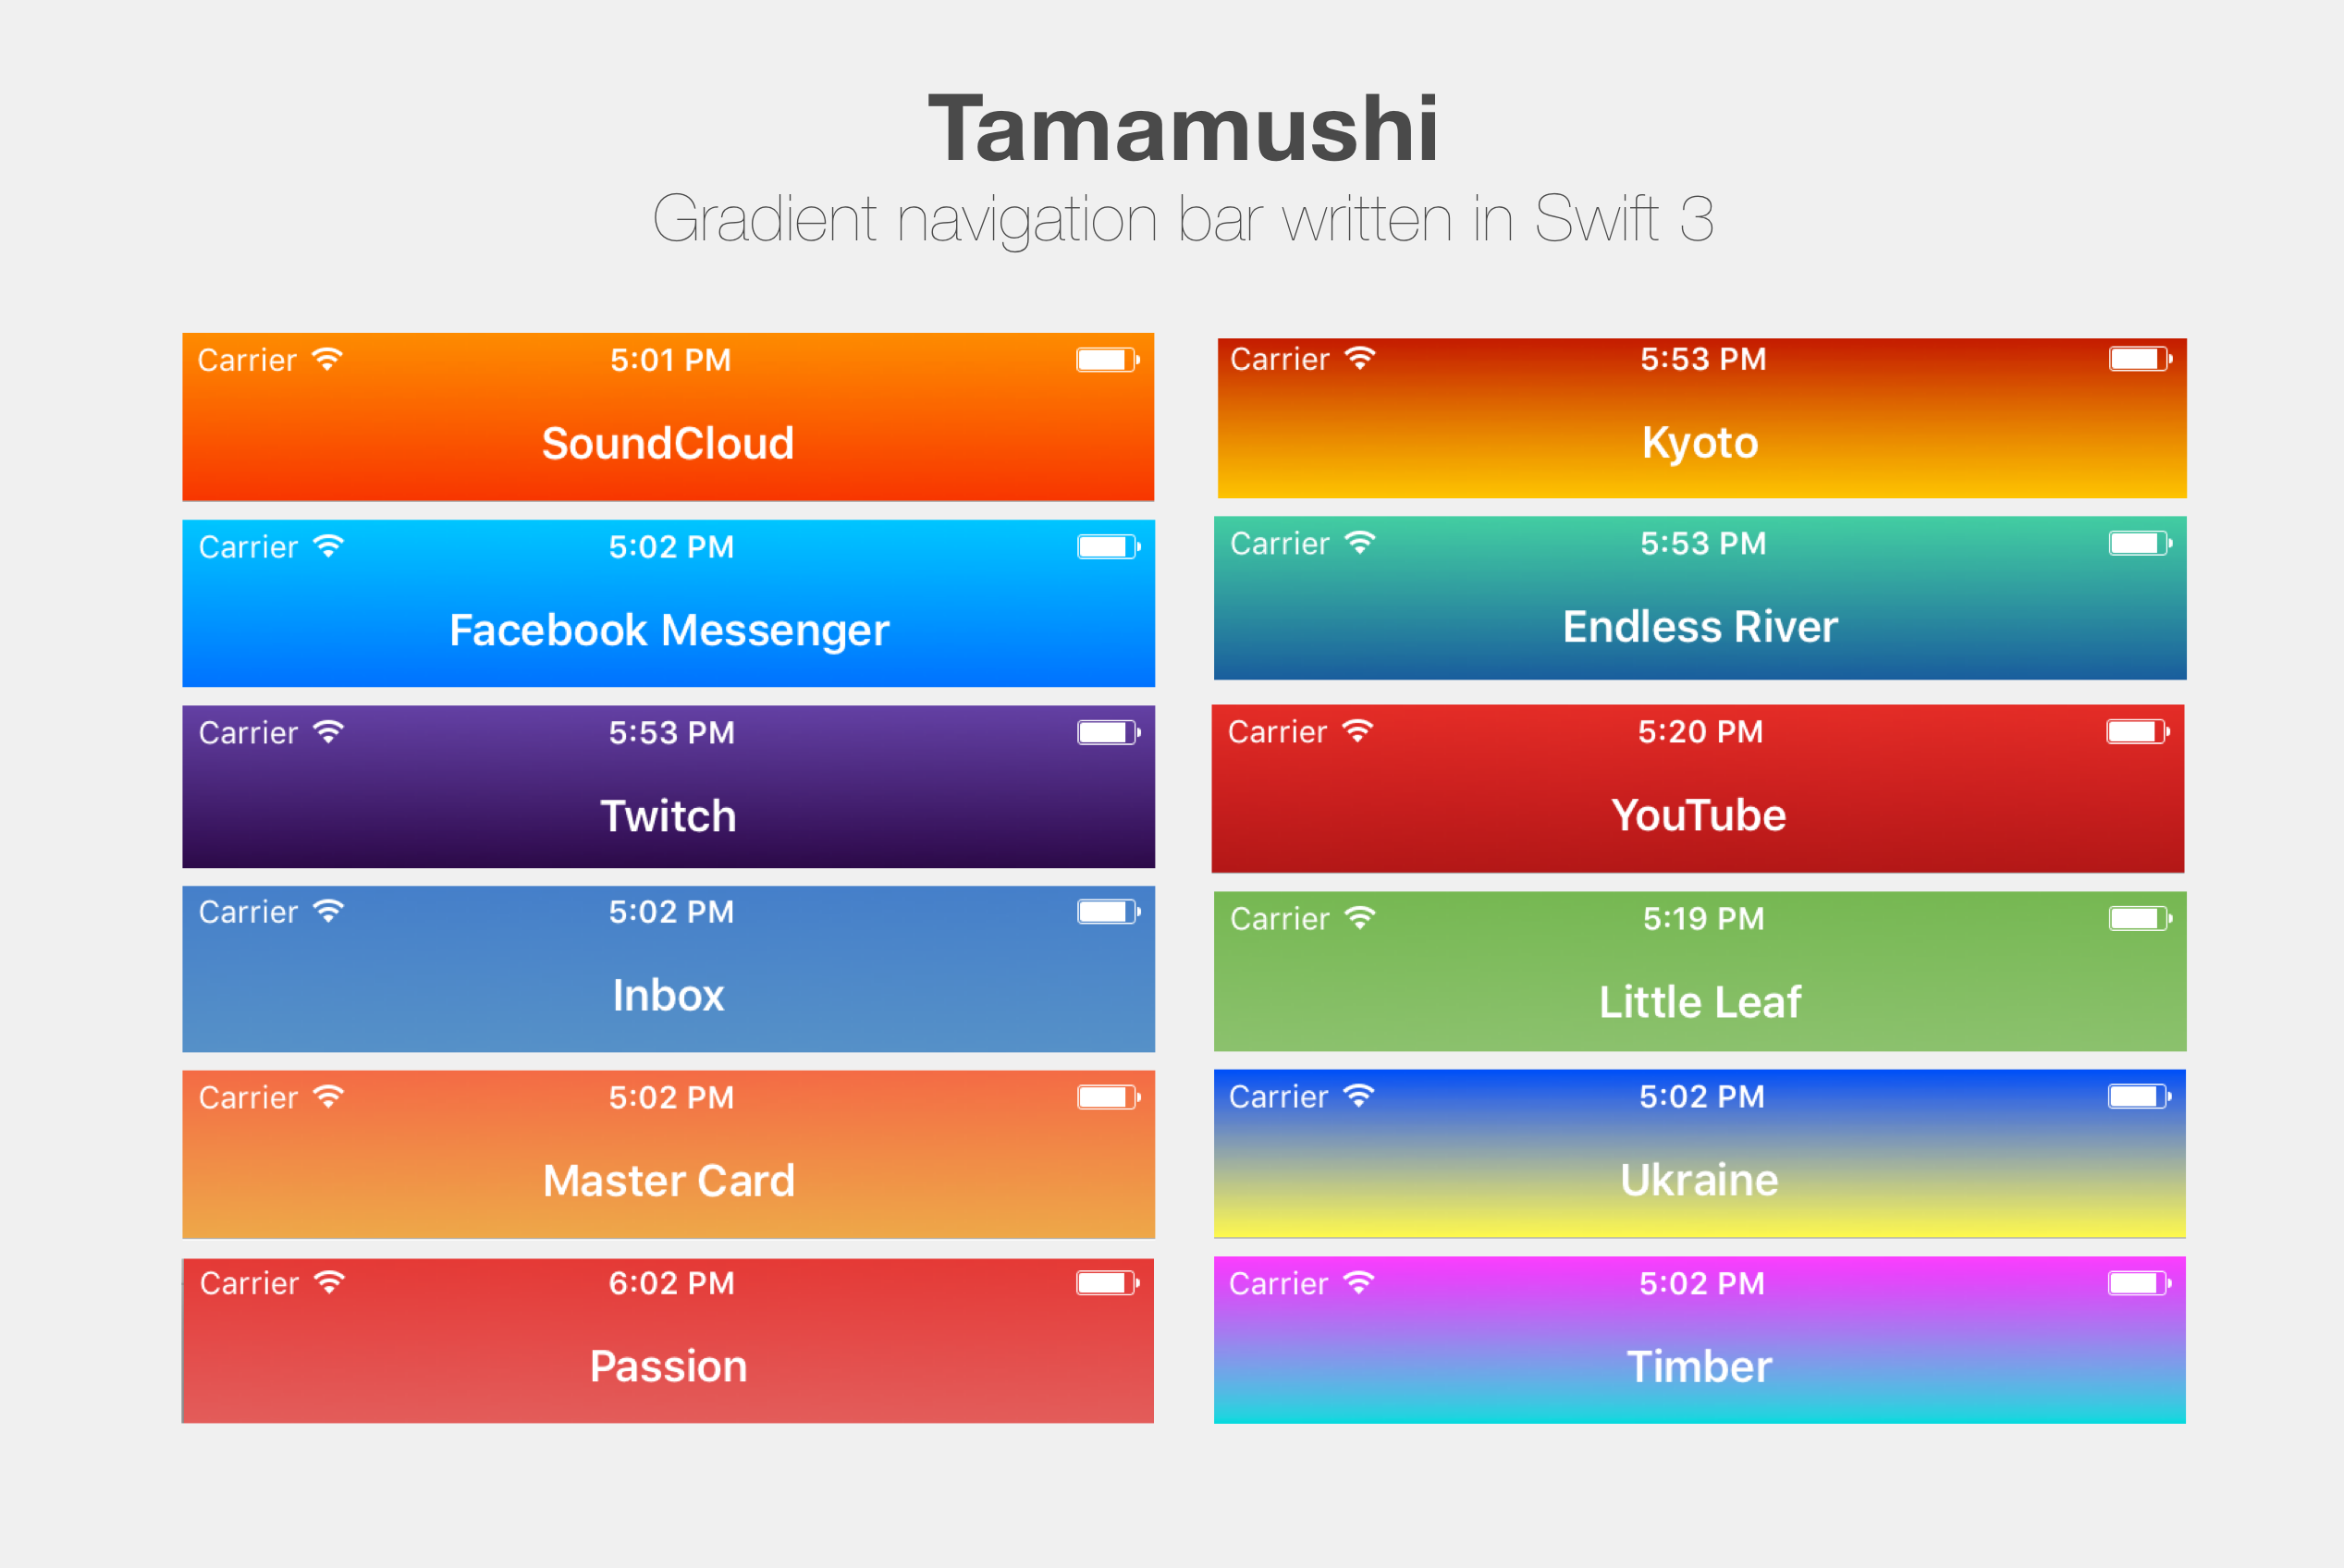 Tamamushi
Gradient navigation bar written in Swift 3
Carrier 5:01 PM
SoundCloud
Carrier 5:02 PM
Facebook Messenger
Carrier 5:53 PM
Twitch
Carrier 5:02 PM
Inbox
Carrier 5:02 PM
Master Card
Carrier 6:02 PM
Passion
Carrier 5:53 PM
Kyoto
Carrier 5:53 PM
Endless River
Carrier 5:20 PM
YouTube
Carrier 5:19 PM
Little Leaf
Carrier 5:02 PM
Ukraine
Carrier 5:02 PM
Timber